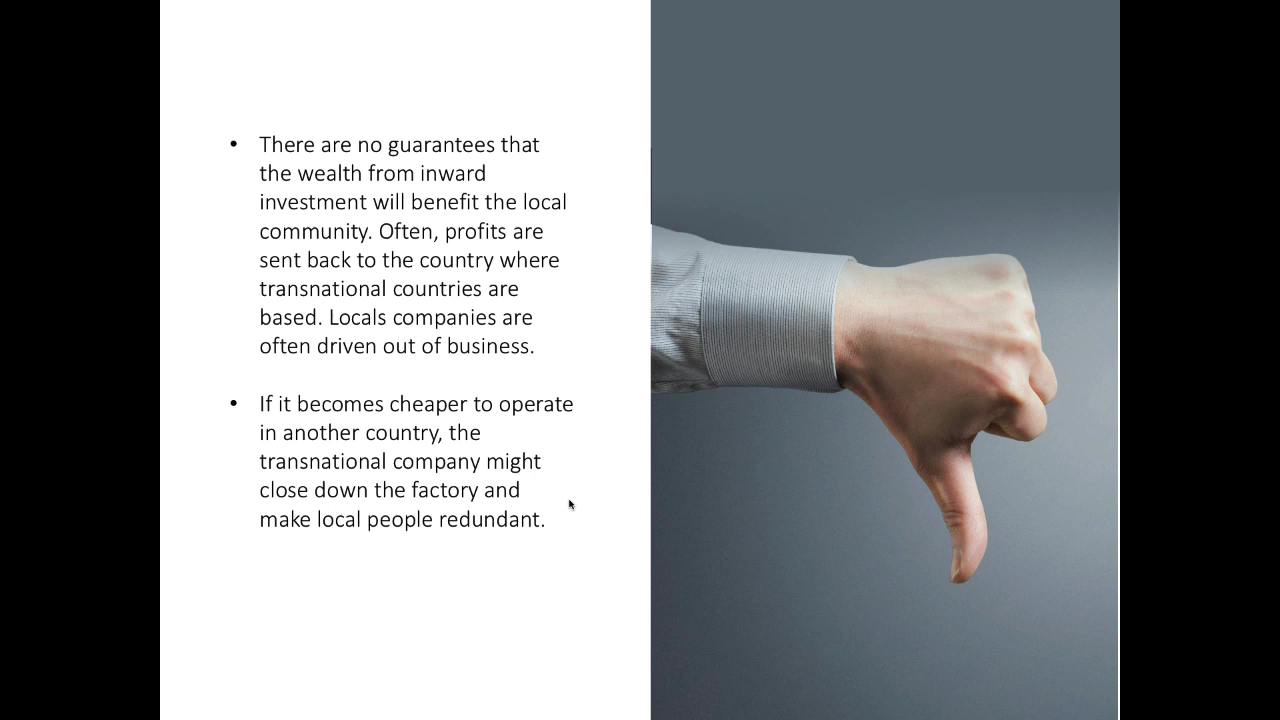 • There are no guarantees that
the wealth from inward
investment will benefit the local
community. Often, profits are
sent back to the country where
transnational countries are
based. Locals companies are
often driven out of business.
• If it becomes cheaper to operate
in another country, the
transnational company might
close down the factory and
make local people redundant.